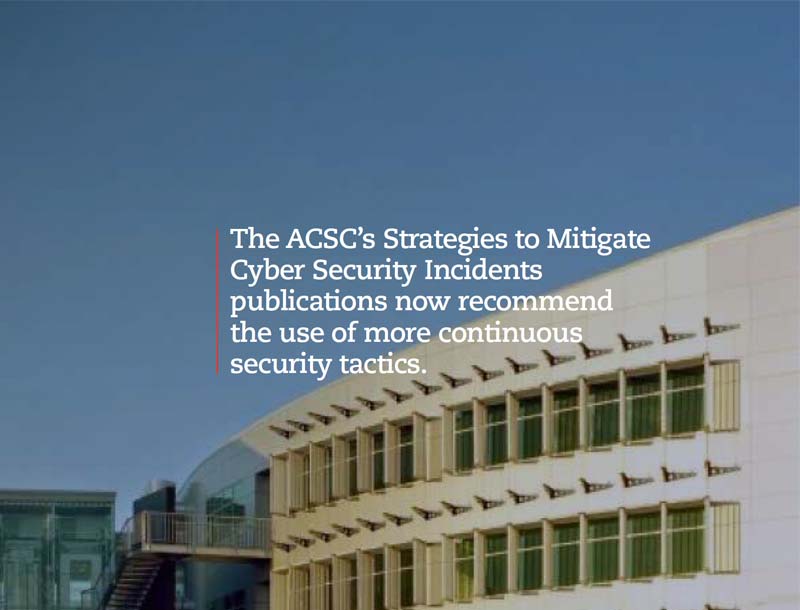 The ACSC’s Strategies to Mitigate
Cyber Security Incidents
publications now recommend
the use of more continuous
security tactics.